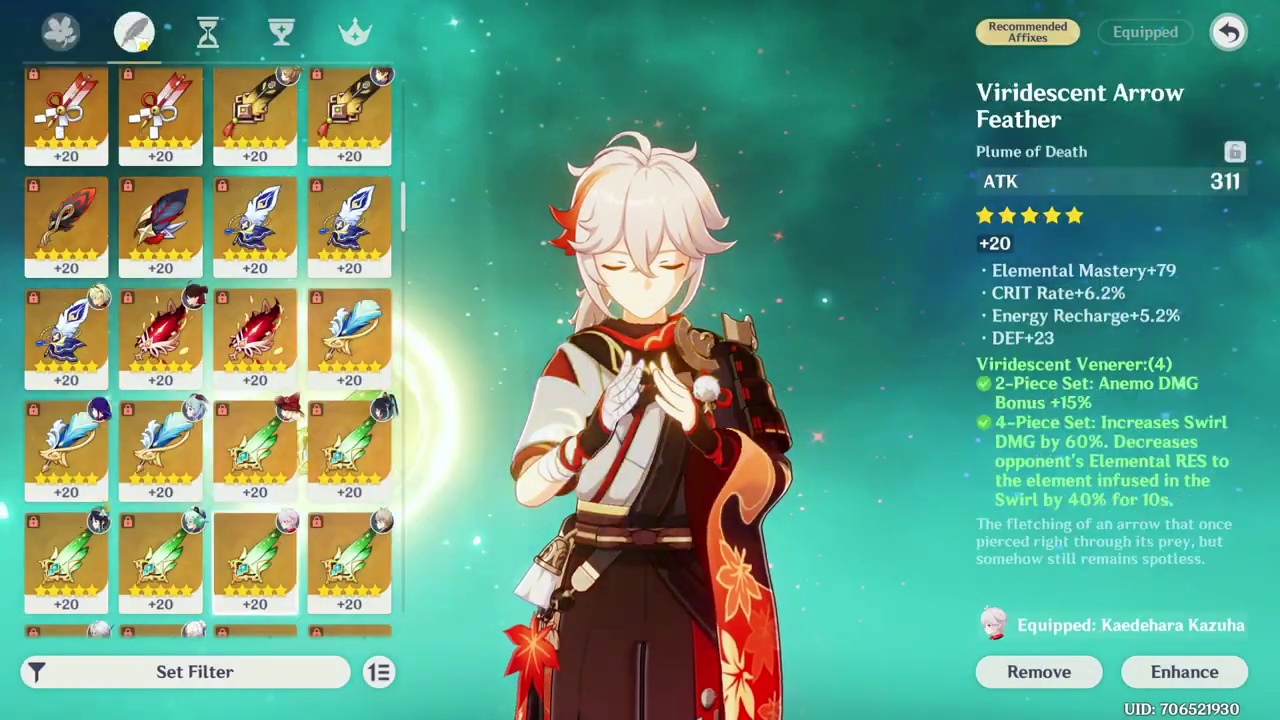 Recommended
Affixes
Equipped
Viridescent Arrow
Feather
Plume of Death
ATK 311
+20
· Elemental Mastery+79
· CRIT Rate+6.2%
· Energy Recharge+5.2%
· DEF+23
Viridescent Venerer:(4)
2-Piece Set: Anemo DMG
Bonus +15%
4-Piece Set: Increases Swirl
DMG by 60%. Decreases
opponent's Elemental RES to
the element infused in the
Swirl by 40% for 10s.
The fletching of an arrow that once
pierced right through its prey, but
somehow still remains spotless.
Equipped: Kaedehara Kazuha
Remove Enhance
UID: 706521930
+20 +20 +20 +20
+20 +20 +20 +20
+20 +20 +20 +20
+20 +20 +20 +20
+20 +20 +20 +20
Set Filter